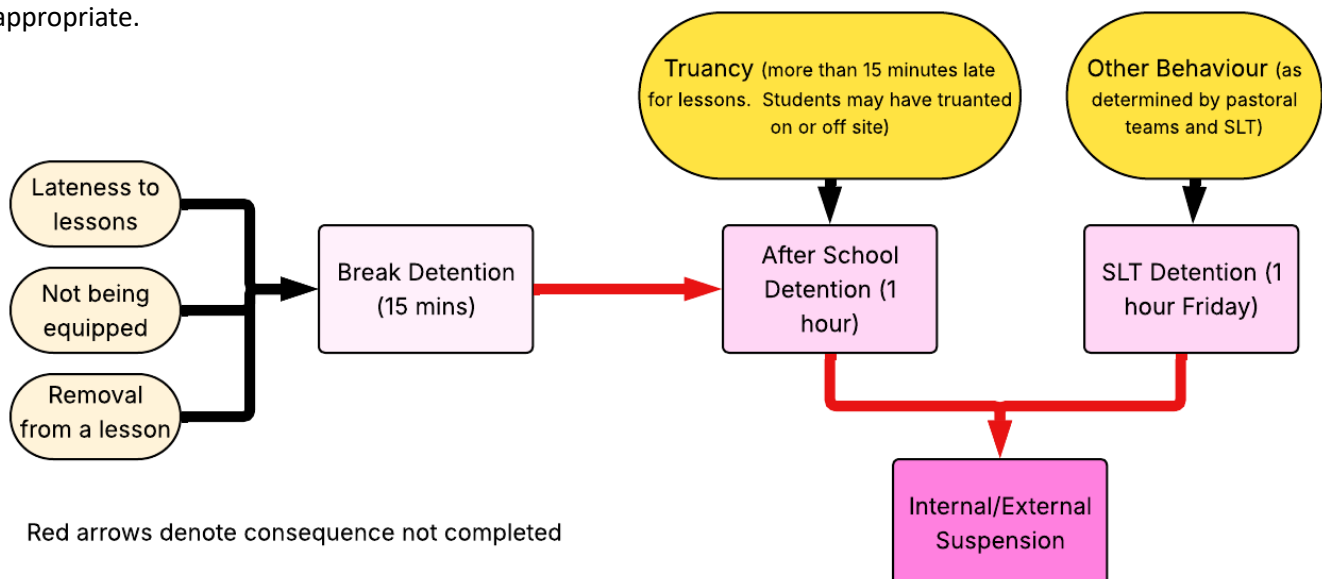 appropriate.
Truancy (more than 15 minutes late
for lessons. Students may have truanted
on or off site)
Other Behaviour (as
determined by pastoral
teams and SLT)
Lateness to
lessons
Not being
equipped
Removal
from a lesson
Break Detention
(15 mins)
After School
Detention (1
hour)
SLT Detention (1
hour Friday)
Internal/External
Suspension
Red arrows denote consequence not completed